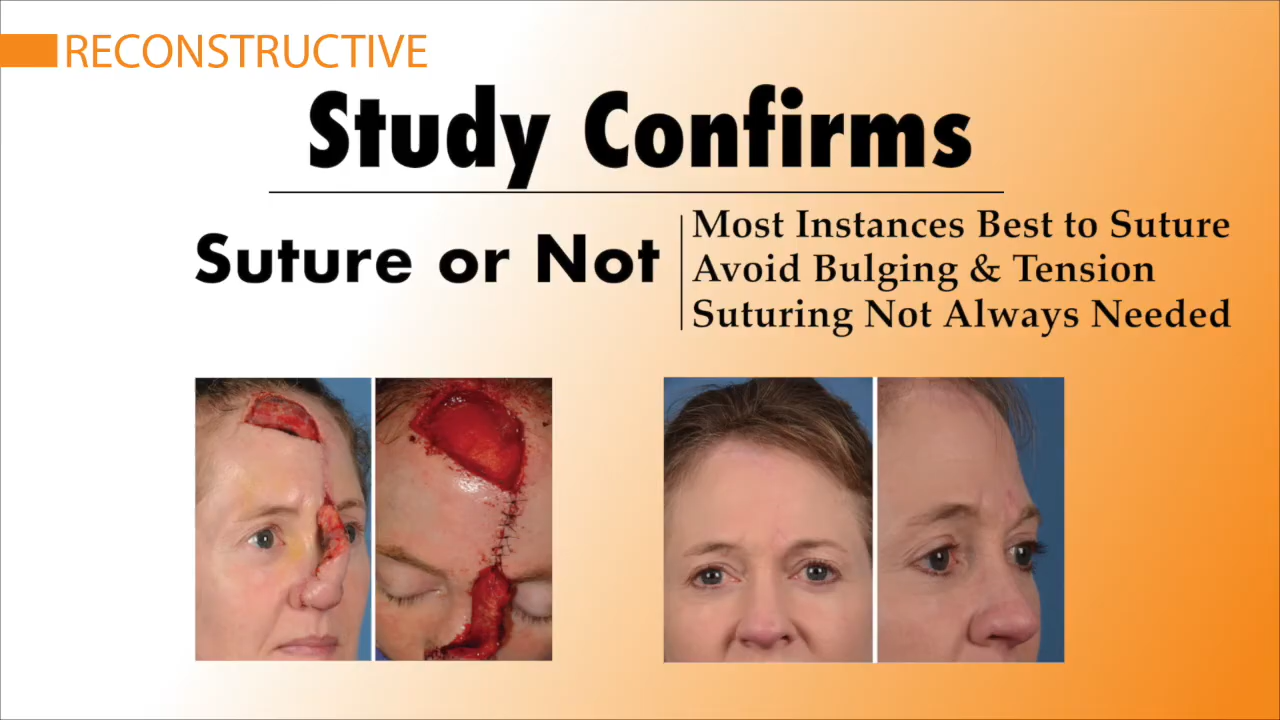 RECONSTRUCTIVE
Study Confirms
Suture or Not
Most Instances Best to Suture
Avoid Bulging & Tension
Suturing Not Always Needed